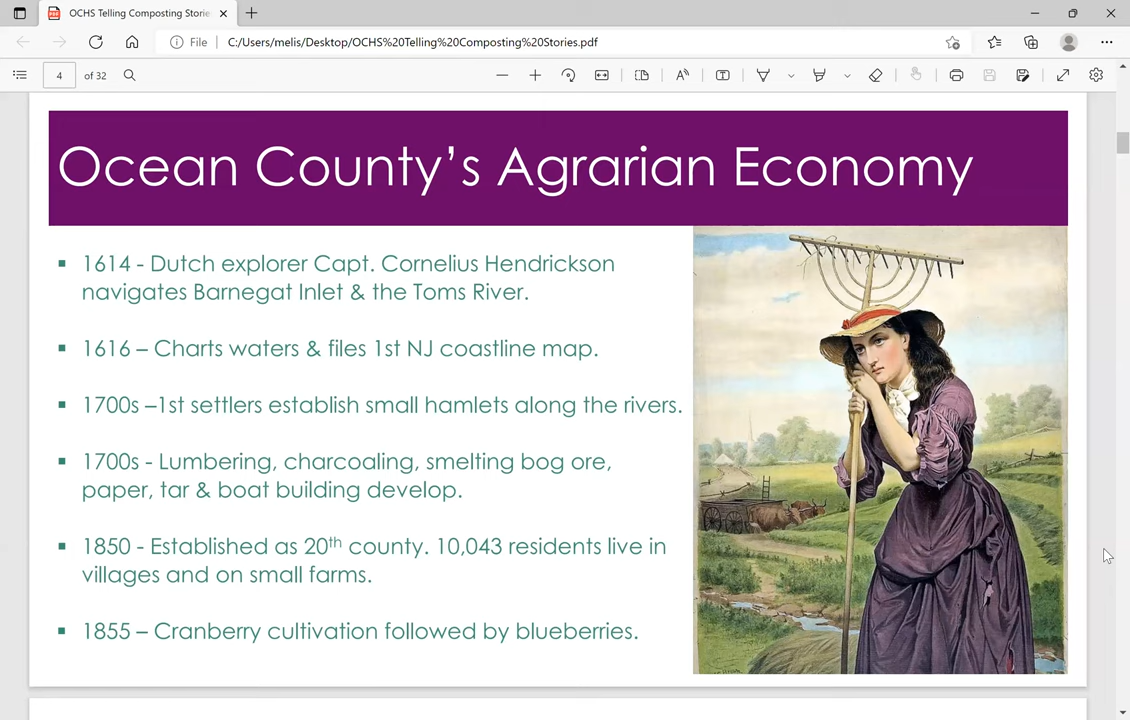 OCHS Telling Composting Storie
File
C:/Users/melis/Desktop/OCHS%20Telling%20Composting%20Stories.pdf
4 of 32
Ocean County’s Agrarian Economy
▪ 1614 - Dutch explorer Capt. Cornelius Hendrickson
navigates Barnegat Inlet & the Toms River.
▪ 1616 – Charts waters & files 1st NJ coastline map.
▪ 1700s –1st settlers establish small hamlets along the rivers.
▪ 1700s - Lumbering, charcoaling, smelting bog ore,
paper, tar & boat building develop.
▪ 1850 - Established as 20th county. 10,043 residents live in
villages and on small farms.
▪ 1855 – Cranberry cultivation followed by blueberries.